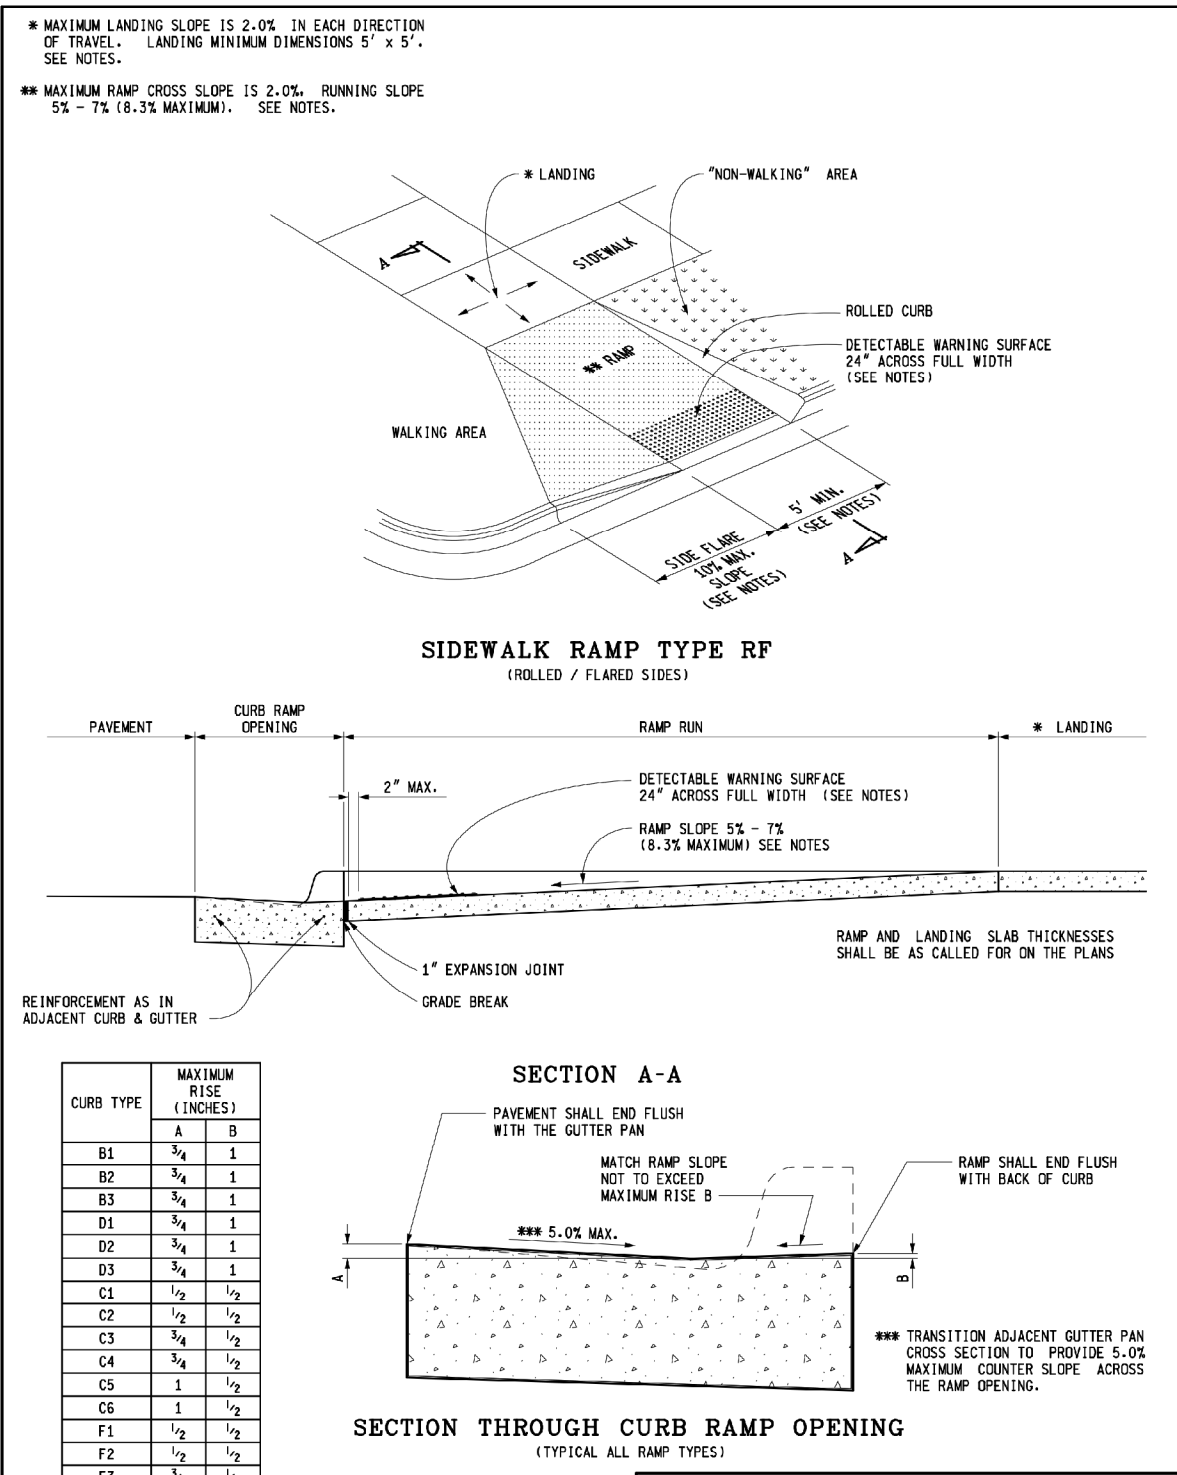 * MAXIMUM LANDING SLOPE IS 2.0% IN EACH DIRECTION
OF TRAVEL. LANDING MINIMUM DIMENSIONS 5' x 5'.
SEE NOTES.
** MAXIMUM RAMP CROSS SLOPE IS 2.0%. RUNNING SLOPE
5% - 7% (8.3% MAXIMUM). SEE NOTES.
* LANDING
"NON-WALKING" AREA
A
SIDEWALK
ROLLED CURB
DETECTABLE WARNING SURFACE
24" ACROSS FULL WIDTH
(SEE NOTES)
** RAMP
WALKING AREA
5' MIN.
(SEE NOTES)
SIDE FLARE
10% MAX.
SLOPE
(SEE NOTES)
A
SIDEWALK RAMP TYPE RF
(ROLLED / FLARED SIDES)
PAVEMENT
CURB RAMP
OPENING
RAMP RUN
* LANDING
2" MAX.
DETECTABLE WARNING SURFACE
24" ACROSS FULL WIDTH (SEE NOTES)
RAMP SLOPE 5% - 7%
(8.3% MAXIMUM) SEE NOTES
RAMP AND LANDING SLAB THICKNESSES
SHALL BE AS CALLED FOR ON THE PLANS
1" EXPANSION JOINT
GRADE BREAK
REINFORCEMENT AS IN
ADJACENT CURB & GUTTER
SECTION A-A
CURB TYPE MAXIMUM RISE (INCHES)
A B
B1 3/4 1
B2 3/4 1
B3 3/4 1
D1 3/4 1
D2 3/4 1
D3 3/4 1
C1 1/2 1/2
C2 1/2 1/2
C3 3/4 1/2
C4 3/4 1/2
C5 1 1/2
C6 1 1/2
F1 1/2 1/2
F2 1/2 1/2
PAVEMENT SHALL END FLUSH
WITH THE GUTTER PAN
MATCH RAMP SLOPE
NOT TO EXCEED
MAXIMUM RISE B
RAMP SHALL END FLUSH
WITH BACK OF CURB
*** 5.0% MAX.
A
B
*** TRANSITION ADJACENT GUTTER PAN
CROSS SECTION TO PROVIDE 5.0%
MAXIMUM COUNTER SLOPE ACROSS
THE RAMP OPENING.
SECTION THROUGH CURB RAMP OPENING
(TYPICAL ALL RAMP TYPES)